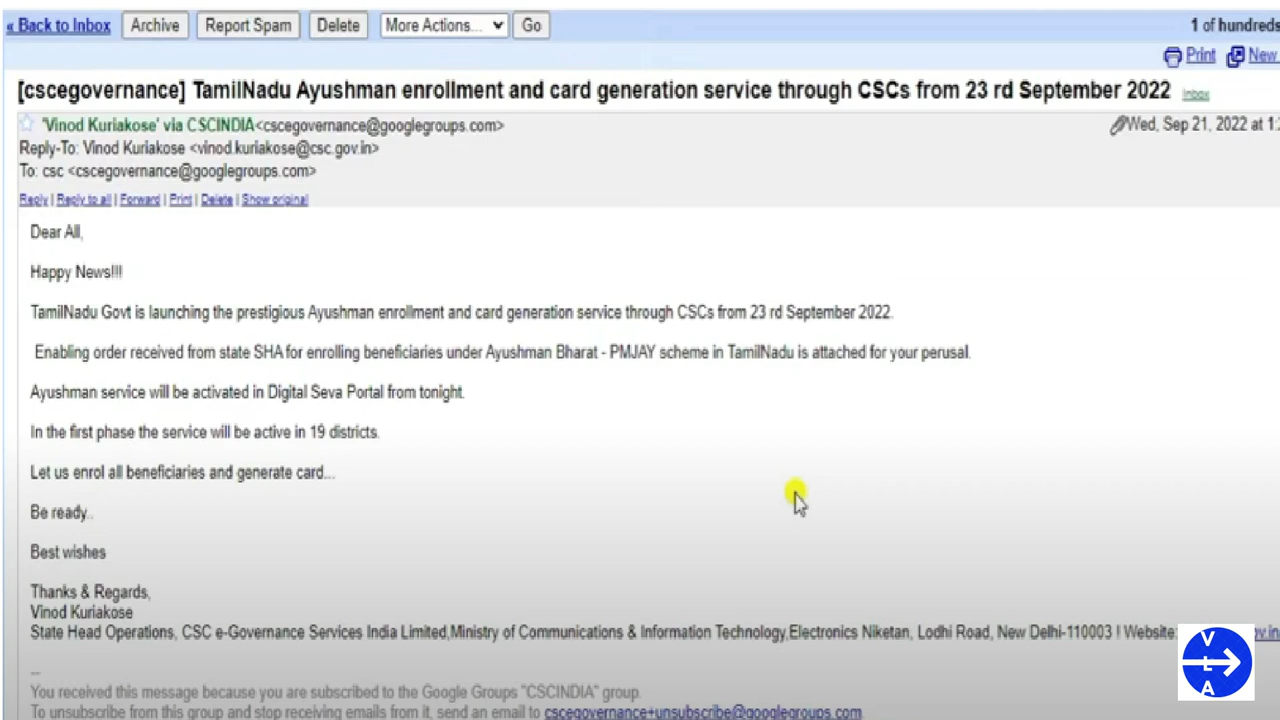 « Back to Inbox Archive Report Spam Delete More Actions... Go 1 of hundreds
Print New
[cscegovernance] TamilNadu Ayushman enrollment and card generation service through CSCs from 23 rd September 2022 Inbox
'Vinod Kuriakose' via CSCINDIA<cscegovernance@googlegroups.com> Wed, Sep 21, 2022 at
Reply-To: Vinod Kuriakose <vinod.kuriakose@csc.gov.in>
To: csc <cscegovernance@googlegroups.com>
Reply | Reply to all | Forward | Print | Delete | Show original
Dear All,
Happy News!!!
TamilNadu Govt is launching the prestigious Ayushman enrollment and card generation service through CSCs from 23 rd September 2022.
Enabling order received from state SHA for enrolling beneficiaries under Ayushman Bharat - PMJAY scheme in TamilNadu is attached for your perusal.
Ayushman service will be activated in Digital Seva Portal from tonight.
In the first phase the service will be active in 19 districts.
Let us enrol all beneficiaries and generate card...
Be ready..
Best wishes
Thanks & Regards,
Vinod Kuriakose
State Head Operations, CSC e-Governance Services India Limited,Ministry of Communications & Information Technology,Electronics Niketan, Lodhi Road, New Delhi-110003 ! Website:
VLA
--
You received this message because you are subscribed to the Google Groups "CSCINDIA" group.
To unsubscribe from this group and stop receiving emails from it, send an email to cscegovernance+unsubscribe@googlegroups.com.